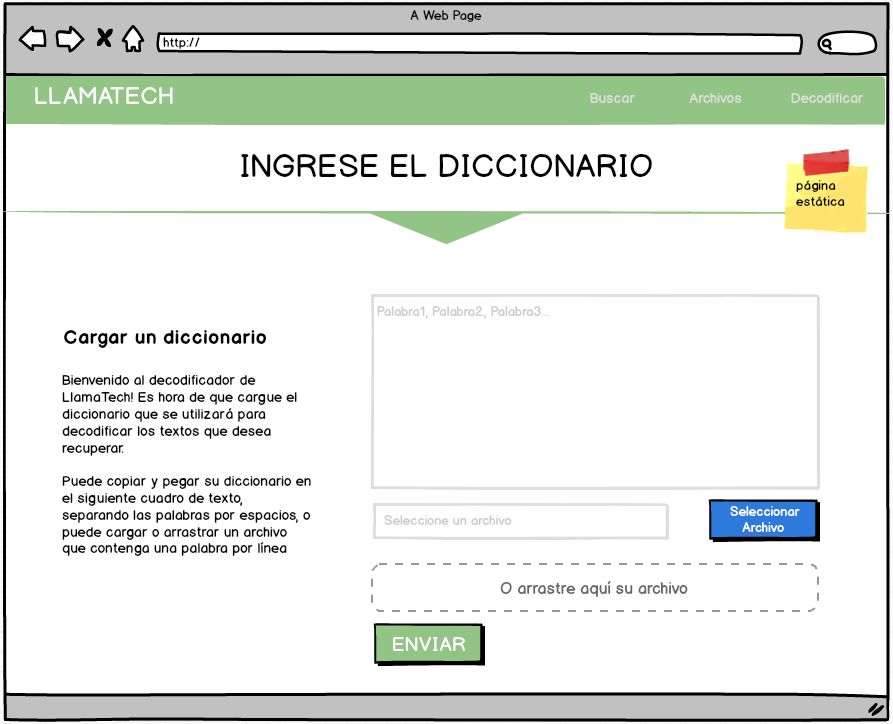 A Web Page
http://
LLAMATECH
Buscar
Archivos
Decodificar
INGRESE EL DICCIONARIO
página
estática
Cargar un diccionario
Bienvenido al decodificador de
LlamaTech! Es hora de que cargue el
diccionario que se utilizará para
decodificar los textos que desea
recuperar.
Puede copiar y pegar su diccionario en
el siguiente cuadro de texto,
separando las palabras por espacios, o
puede cargar o arrastrar un archivo
que contenga una palabra por línea
Palabra1, Palabra2, Palabra3...
Seleccione un archivo
Seleccionar
Archivo
O arrastre aquí su archivo
ENVIAR